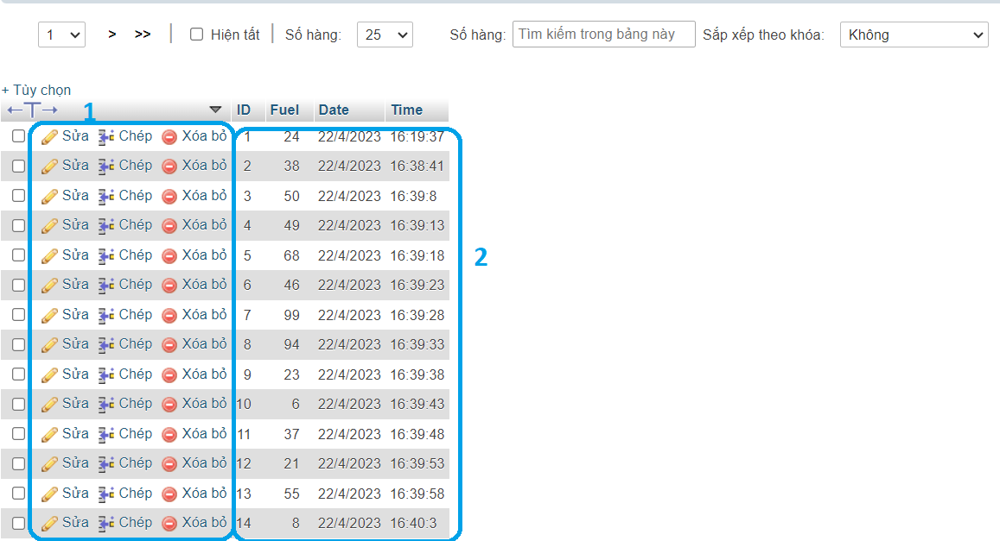 1 > >> Hiện tất Số hàng: 25 Số hàng: Tìm kiếm trong bảng này Sắp xếp theo khóa: Không
+ Tùy chọn
←T→ 1 ID Fuel Date Time
Sửa Chép Xóa bỏ 1 24 22/4/2023 16:19:37
Sửa Chép Xóa bỏ 2 38 22/4/2023 16:38:41
Sửa Chép Xóa bỏ 3 50 22/4/2023 16:39:8
Sửa Chép Xóa bỏ 4 49 22/4/2023 16:39:13
Sửa Chép Xóa bỏ 5 68 22/4/2023 16:39:18
2
Sửa Chép Xóa bỏ 6 46 22/4/2023 16:39:23
Sửa Chép Xóa bỏ 7 99 22/4/2023 16:39:28
Sửa Chép Xóa bỏ 8 94 22/4/2023 16:39:33
Sửa Chép Xóa bỏ 9 23 22/4/2023 16:39:38
Sửa Chép Xóa bỏ 10 6 22/4/2023 16:39:43
Sửa Chép Xóa bỏ 11 37 22/4/2023 16:39:48
Sửa Chép Xóa bỏ 12 21 22/4/2023 16:39:53
Sửa Chép Xóa bỏ 13 55 22/4/2023 16:39:58
Sửa Chép Xóa bỏ 14 8 22/4/2023 16:40:3